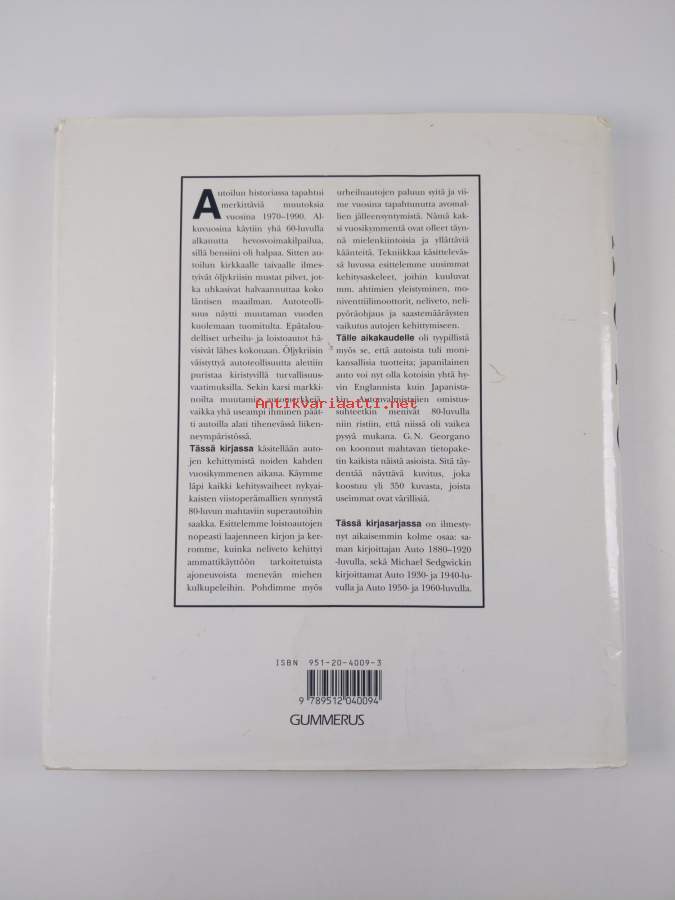 Autoilun historiassa tapahtui
merkittäviä muutoksia
vuosina 1970–1990. Al-
kuvuosina käytiin yhä 60-luvulla
alkanutta hevosvoimakilpailua,
sillä bensiini oli halpaa. Sitten au-
toilun kirkkaalle taivaalle ilmes-
tyivät öljykriisin mustat pilvet, jot-
ka uhkasivat halvaannuttaa koko
läntisen maailman. Autoteolli-
suus näytti muutaman vuoden
kuolemaan tuomitulta. Epätalou-
delliset urheilu- ja loistoautot hä-
visivät lähes kokonaan. Öljykriisin
väistyttyä autoteollisuutta alettiin
puristaa kiristyvillä turvallisuus-
vaatimuksilla. Sekin karsi markki-
noilta muutamia automerkkejä,
vaikka yhä useampi ihminen päät-
ti autoilla alati tihenevässä liiken-
neympäristössä.
Tässä kirjassa käsitellään auto-
jen kehittymistä noiden kahden
vuosikymmenen aikana. Käymme
läpi kaikki kehitysvaiheet nykyai-
kaisten viistoperämallien synnystä
80-luvun mahtaviin superautoihin
saakka. Esittelemme loistoautojen
nopeasti laajenneen kirjon ja ker-
romme, kuinka neliveto kehittyi
ammattikäyttöön tarkoitetuista
ajoneuvoista menevän miehen
kulkupeleihin. Pohdimme myös
urheiluautojen paluun syitä ja vii-
me vuosina tapahtunutta avomal-
lien jälleensyntymistä. Nämä kak-
si vuosikymmentä ovat olleet täyn-
nä mielenkiintoisia ja yllättäviä
käänteitä. Tekniikkaa käsitteleväs-
sä luvussa esittelemme uusimmat
kehitysaskeleet, joihin kuuluvat
mm. ahtimien yleistyminen, mo-
niventtiilimoottorit, neliveto, neli-
pyöräohjaus ja saastemääräysten
vaikutus autojen kehittymiseen.
Tälle aikakaudelle oli tyypillistä
myös se, että autoista tuli moni-
kansallisia tuotteita; japanilainen
auto voi nyt olla kotoisin yhtä hy-
vin Englannista kuin Japanista-
kin. Autonvalmistajien omistus-
suhteetkin menivät 80-luvulla
niin ristiin, että niissä oli vaikea
pysyä mukana. G.N. Georgano
on koonnut mahtavan tietopake-
tin kaikista näistä asioista. Sitä täy-
dentää näyttävä kuvitus, joka
koostuu yli 350 kuvasta, joista
useimmat ovat värillisiä.
Tässä kirjasarjassa on ilmesty-
nyt aikaisemmin kolme osaa: sa-
man kirjoittajan Auto 1880–1920
-luvulla, sekä Michael Sedgwickin
kirjoittamat Auto 1930- ja 1940-lu-
vulla ja Auto 1950- ja 1960-luvulla.
Antikvariaatti.net
ISBN 951-20-4009-3
9 789512 040094
GUMMERUS